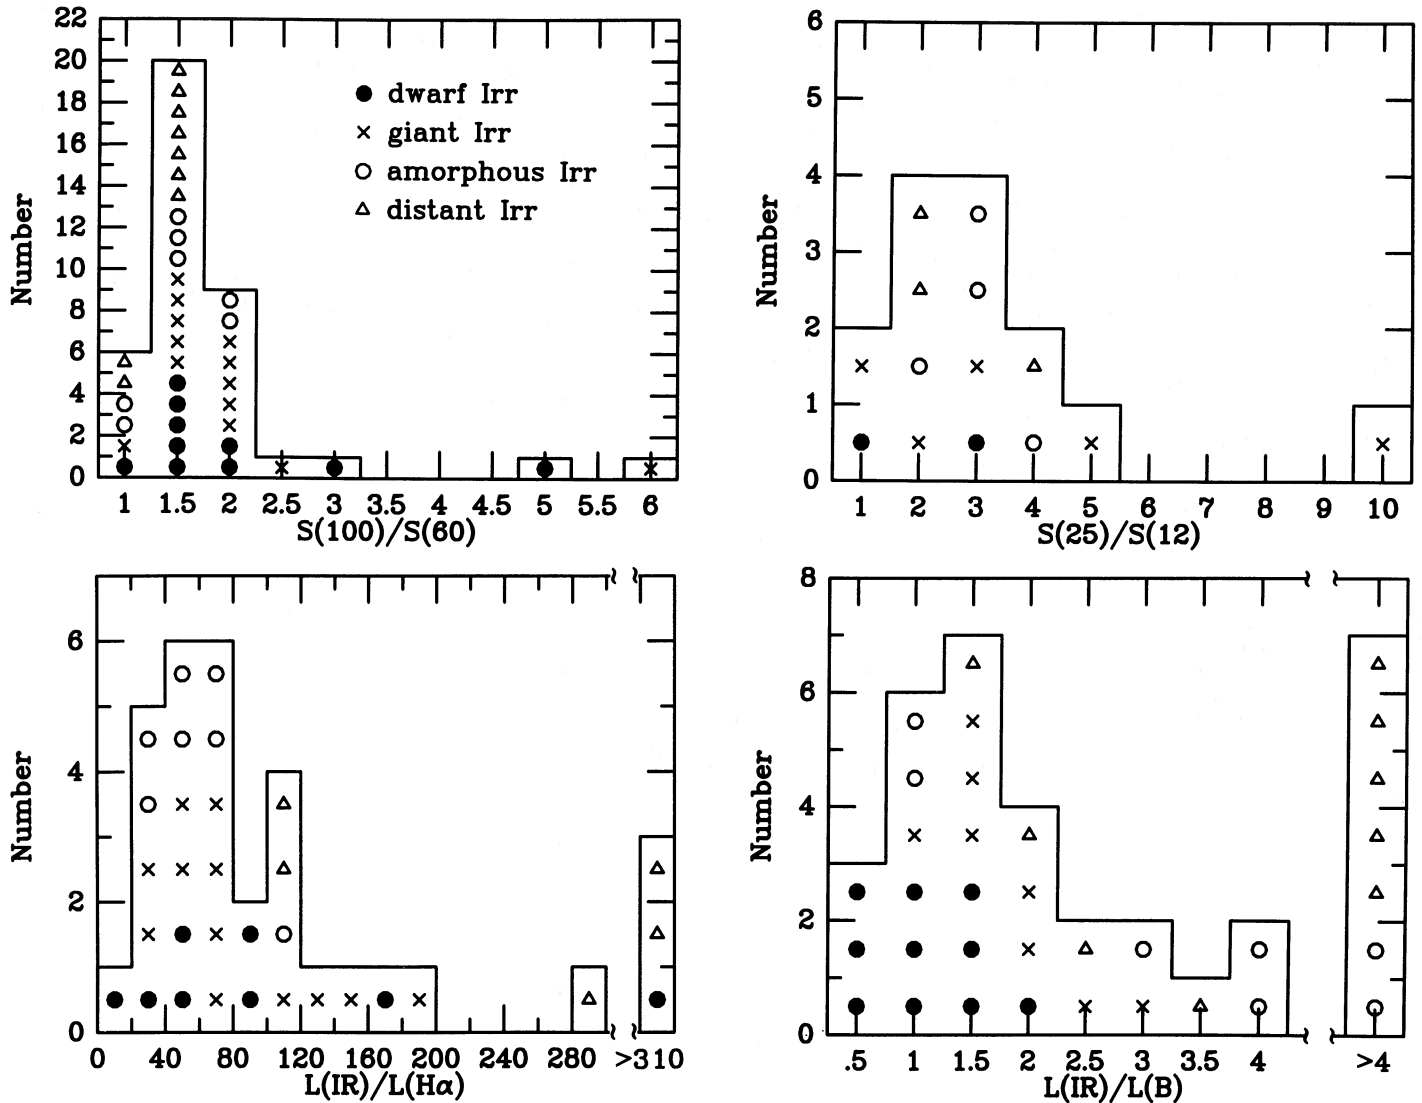 22
20
18
16
14
12
10
8
6
4
2
0
Number
dwarf Irr
giant Irr
amorphous Irr
distant Irr
1 1.5 2 2.5 3 3.5 4 4.5 5 5.5 6
S(100)/S(60)
6
5
4
3
2
1
0
Number
1 2 3 4 5 6 7 8 9 10
S(25)/S(12)
6
4
2
0
Number
0 40 80 120 160 200 240 280 >310
L(IR)/L(Hα)
8
6
4
2
0
Number
.5 1 1.5 2 2.5 3 3.5 4 >4
L(IR)/L(B)